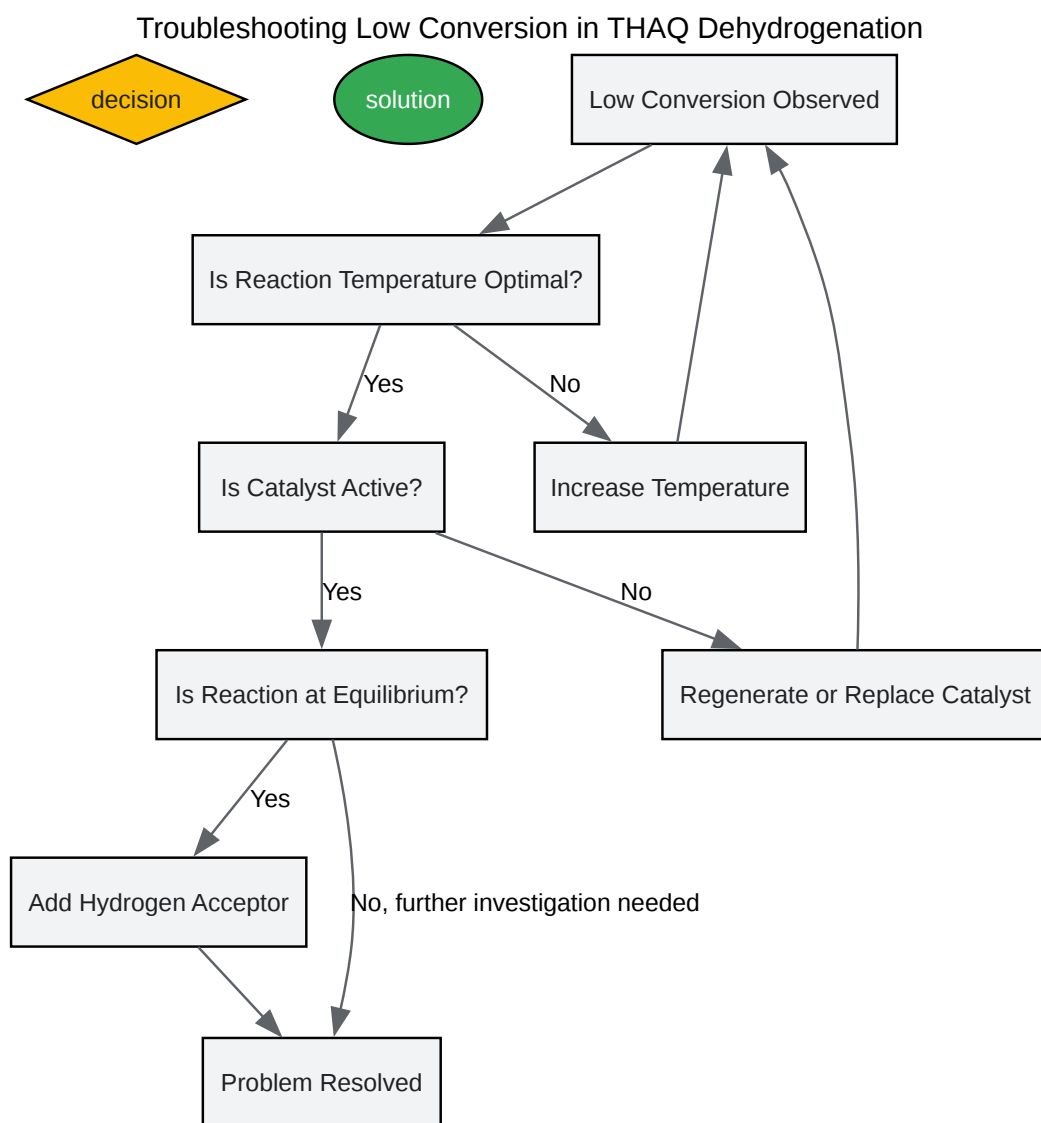 Troubleshooting Low Conversion in THAQ Dehydrogenation
decision
solution
Low Conversion Observed
Is Reaction Temperature Optimal?
Yes
No
Is Catalyst Active?
Increase Temperature
Yes
No
Is Reaction at Equilibrium?
Regenerate or Replace Catalyst
Yes
Add Hydrogen Acceptor
No, further investigation needed
Problem Resolved